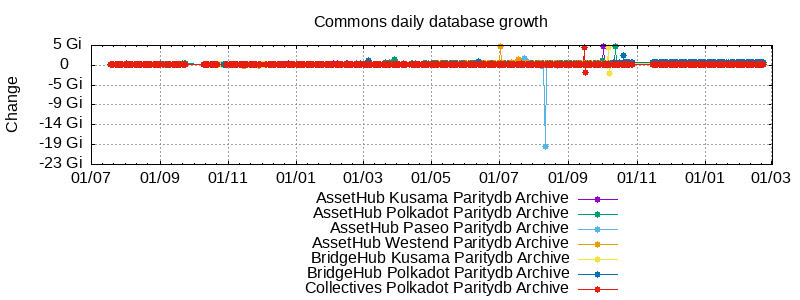 Commons daily database growth
5 Gi
0
-5 Gi
-9 Gi
-14 Gi
-19 Gi
-23 Gi
Change
01/07 01/09 01/11 01/01 01/03 01/05 01/07 01/09 01/11 01/01 01/03
AssetHub Kusama Paritydb Archive
AssetHub Polkadot Paritydb Archive
AssetHub Paseo Paritydb Archive
AssetHub Westend Paritydb Archive
BridgeHub Kusama Paritydb Archive
BridgeHub Polkadot Paritydb Archive
Collectives Polkadot Paritydb Archive